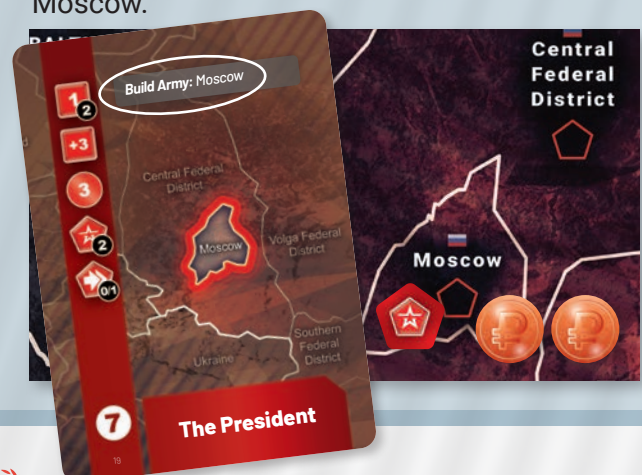 Moscow.
BALTIC
Build Army: Moscow
1
2
+3
3
2
0/1
Central Federal
District
Moscow
Volga Federal
District
Southern
Federal
District
Ukraine
7
The President
19
Central
Federal
District
Moscow
₽
₽